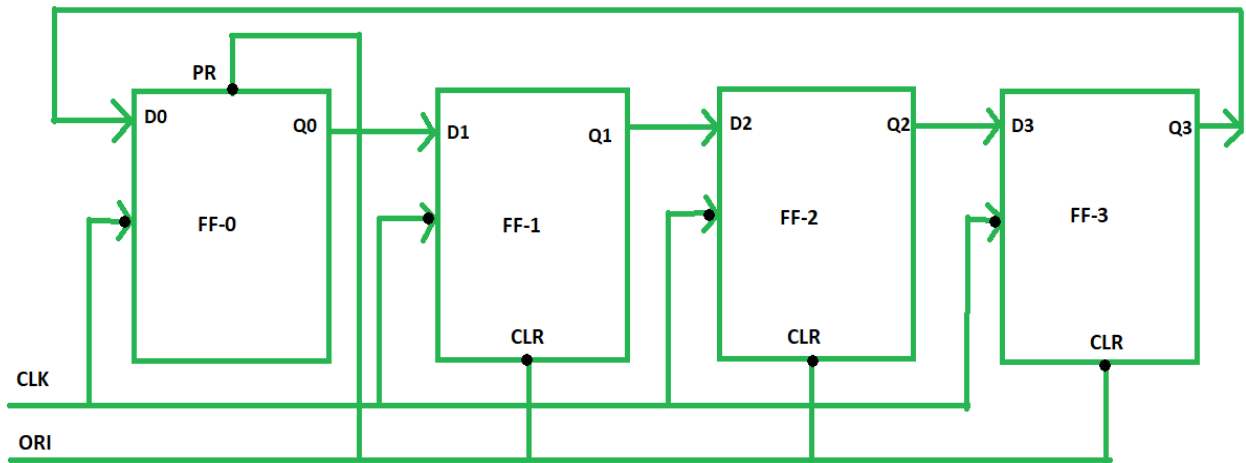 PR
D0
Q0
D1
Q1
D2
Q2
D3
Q3
FF-0
FF-1
FF-2
FF-3
CLR
CLR
CLR
CLK
ORI